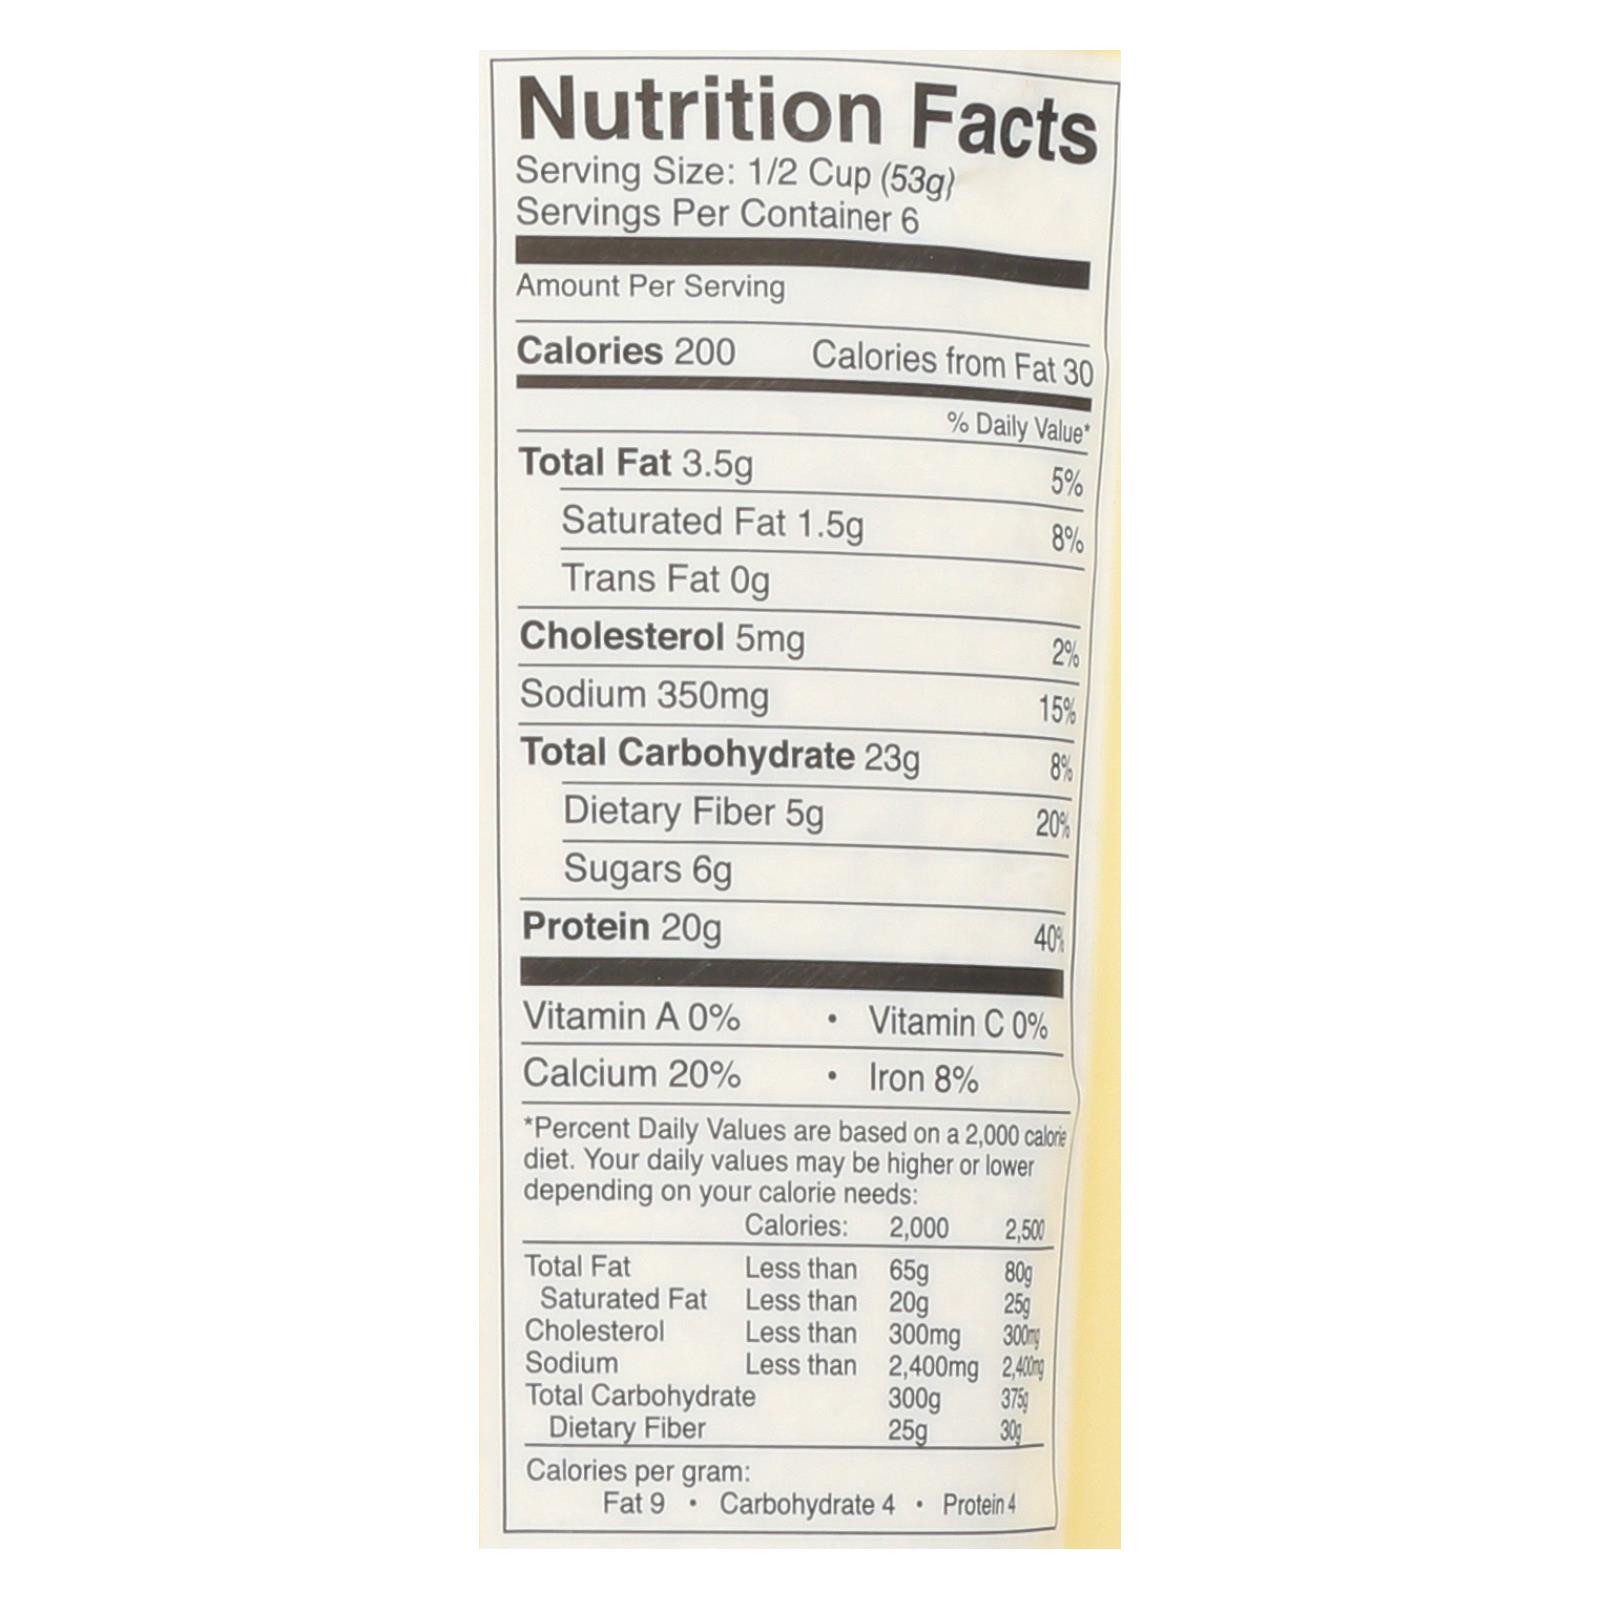 Nutrition Facts
Serving Size: 1/2 Cup (53g)
Servings Per Container 6
Amount Per Serving
Calories 200 Calories from Fat 30
% Daily Value*
Total Fat 3.5g 5%
Saturated Fat 1.5g 8%
Trans Fat 0g
Cholesterol 5mg 2%
Sodium 350mg 15%
Total Carbohydrate 23g 8%
Dietary Fiber 5g 20%
Sugars 6g
Protein 20g 40%
Vitamin A 0% • Vitamin C 0%
Calcium 20% • Iron 8%
*Percent Daily Values are based on a 2,000 calorie
diet. Your daily values may be higher or lower
depending on your calorie needs:
Calories: 2,000 2,500
Total Fat Less than 65g 80g
Saturated Fat Less than 20g 25g
Cholesterol Less than 300mg 300mg
Sodium Less than 2,400mg 2,400mg
Total Carbohydrate 300g 375g
Dietary Fiber 25g 30g
Calories per gram:
Fat 9 • Carbohydrate 4 • Protein 4